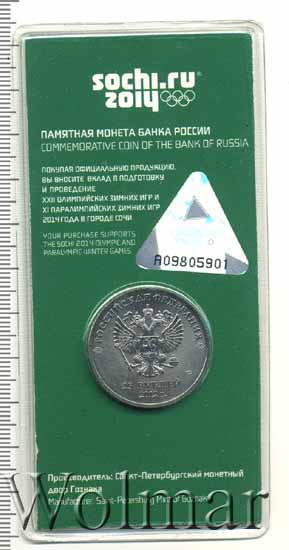 sochi.ru
2014
ПАМЯТНАЯ МОНЕТА БАНКА РОССИИ
COMMEMORATIVE COIN OF THE BANK OF RUSSIA
ПОКУПАЯ ОФИЦИАЛЬНУЮ ПРОДУКЦИЮ,
ВЫ ВНОСИТЕ ВКЛАД В ПОДГОТОВКУ
И ПРОВЕДЕНИЕ
XXII ОЛИМПИЙСКИХ ЗИМНИХ ИГР И
XI ПАРАЛИМПИЙСКИХ ЗИМНИХ ИГР
2014 ГОДА В ГОРОДЕ СОЧИ
YOUR PURCHASE SUPPORTS
THE SOCHI 2014 OLYMPIC AND
PARALYMPIC WINTER GAMES
A09805901
РОССИЙСКАЯ ФЕДЕРАЦИЯ
25 РУБЛЕЙ
Производитель: Санкт-Петербургский монетный
двор Гознака
Manufacturer: Saint-Petersburg Mint of Goznak
Wolmar